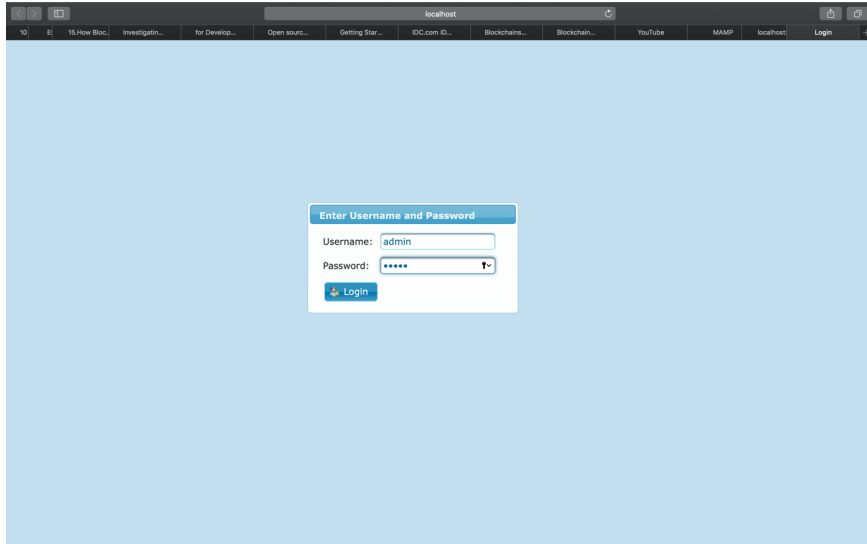 localhost
10 E: 15.How Bloc.. Investigatin... for Develop... Open sourc... Getting Star... IDC.com ID... Blockchains... Blockchain... YouTube MAMP localhost: Login
Enter Username and Password
Username: admin
Password: •••••
Login